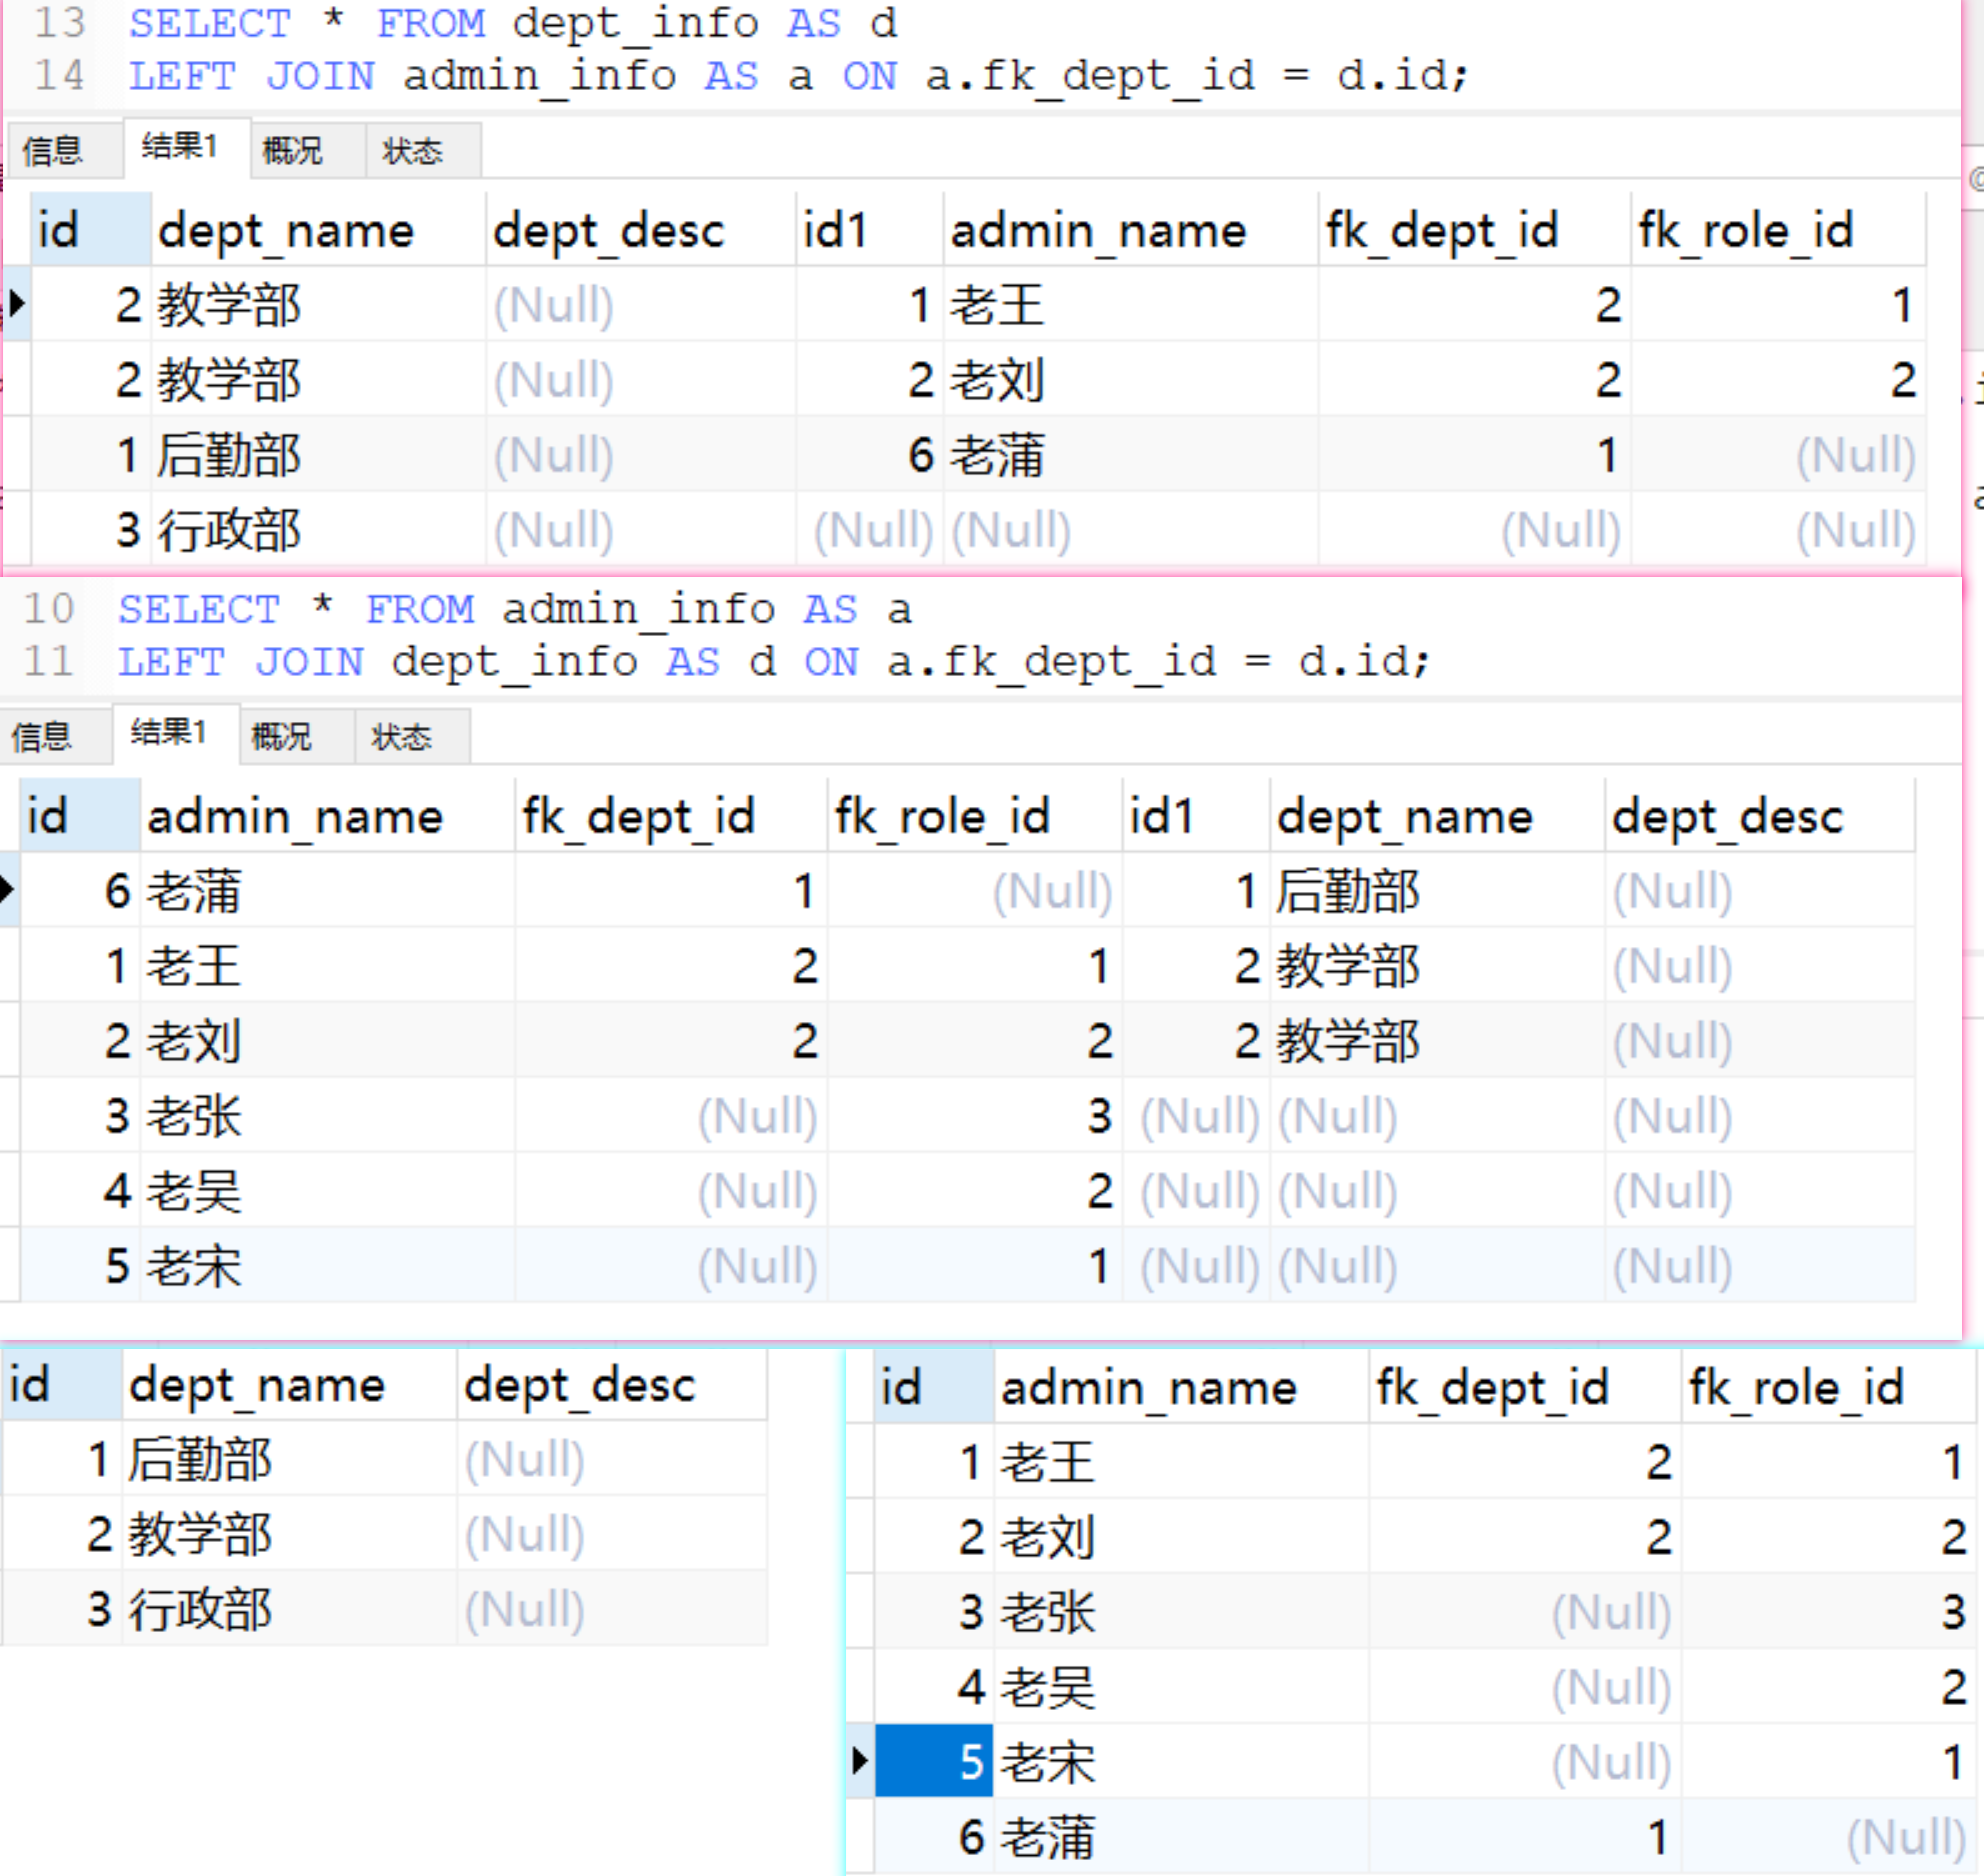 13 SELECT * FROM dept_info AS d
14 LEFT JOIN admin_info AS a ON a.fk_dept_id = d.id;
信息 结果1 概况 状态
id dept_name dept_desc id1 admin_name fk_dept_id fk_role_id
2 教学部 (Null) 1 老王 2 1
2 教学部 (Null) 2 老刘 2 2
1 后勤部 (Null) 6 老蒲 1 (Null)
3 行政部 (Null) (Null) (Null) (Null) (Null)
10 SELECT * FROM admin_info AS a
11 LEFT JOIN dept_info AS d ON a.fk_dept_id = d.id;
信息 结果1 概况 状态
id admin_name fk_dept_id fk_role_id id1 dept_name dept_desc
6 老蒲 1 (Null) 1 后勤部 (Null)
1 老王 2 1 2 教学部 (Null)
2 老刘 2 2 2 教学部 (Null)
3 老张 (Null) 3 (Null) (Null) (Null)
4 老吴 (Null) 2 (Null) (Null) (Null)
5 老宋 (Null) 1 (Null) (Null) (Null)
id dept_name dept_desc
1 后勤部 (Null)
2 教学部 (Null)
3 行政部 (Null)
id admin_name fk_dept_id fk_role_id
1 老王 2 1
2 老刘 2 2
3 老张 (Null) 3
4 老吴 (Null) 2
5 老宋 (Null) 1
6 老蒲 1 (Null)